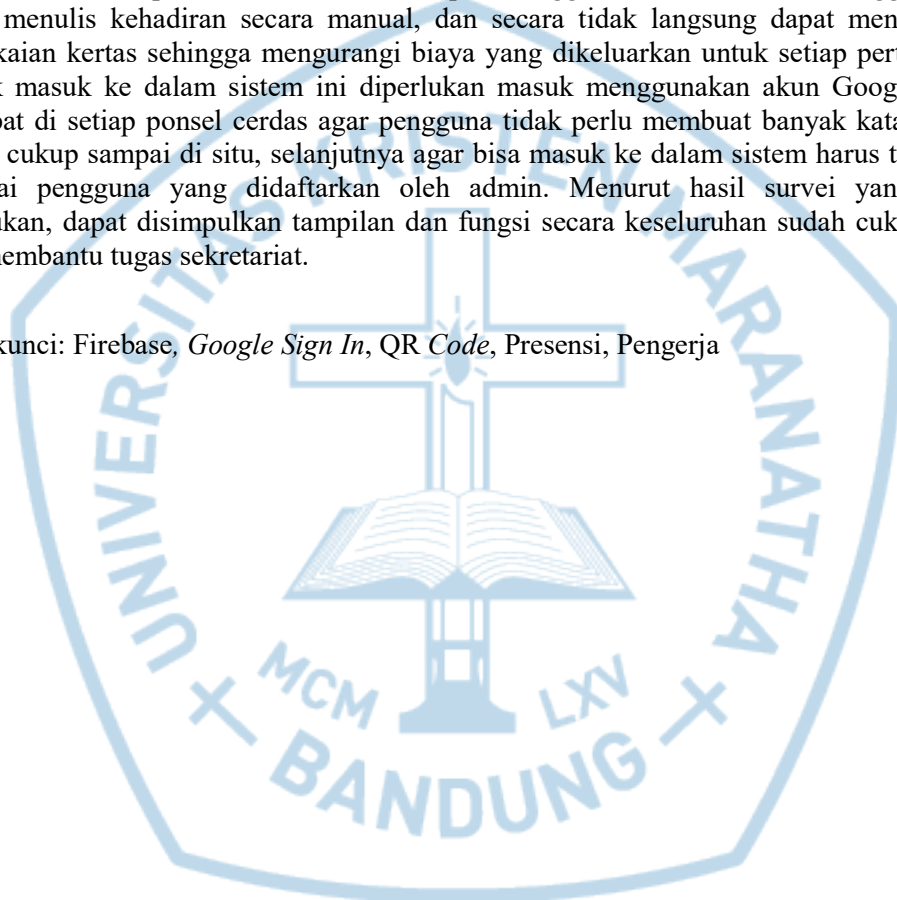 menulis kehadiran secara manual, dan secara tidak langsung dapat men
kaian kertas sehingga mengurangi biaya yang dikeluarkan untuk setiap pert
k masuk ke dalam sistem ini diperlukan masuk menggunakan akun Goog
pat di setiap ponsel cerdas agar pengguna tidak perlu membuat banyak kata
cukup sampai di situ, selanjutnya agar bisa masuk ke dalam sistem harus t
ai pengguna yang didaftarkan oleh admin. Menurut hasil survei yan
ukan, dapat disimpulkan tampilan dan fungsi secara keseluruhan sudah cuk
membantu tugas sekretariat.
kunci: Firebase, Google Sign In, QR Code, Presensi, Pengerja
UNIVERSITAS KRISTEN MARANATHA
MCM LXV
BANDUNG